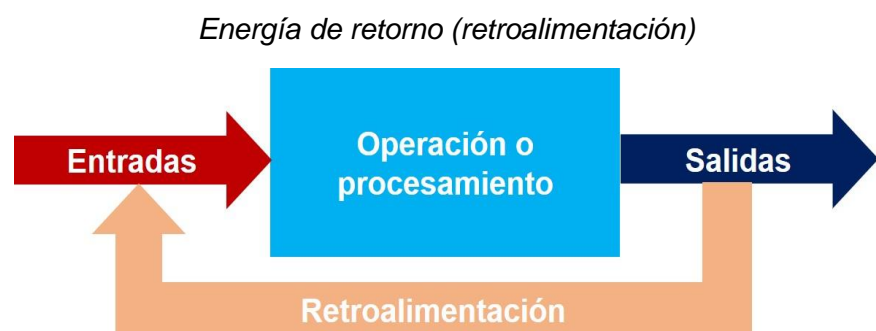 Energía de retorno (retroalimentación)
Entradas
Operación o
procesamiento
Salidas
Retroalimentación